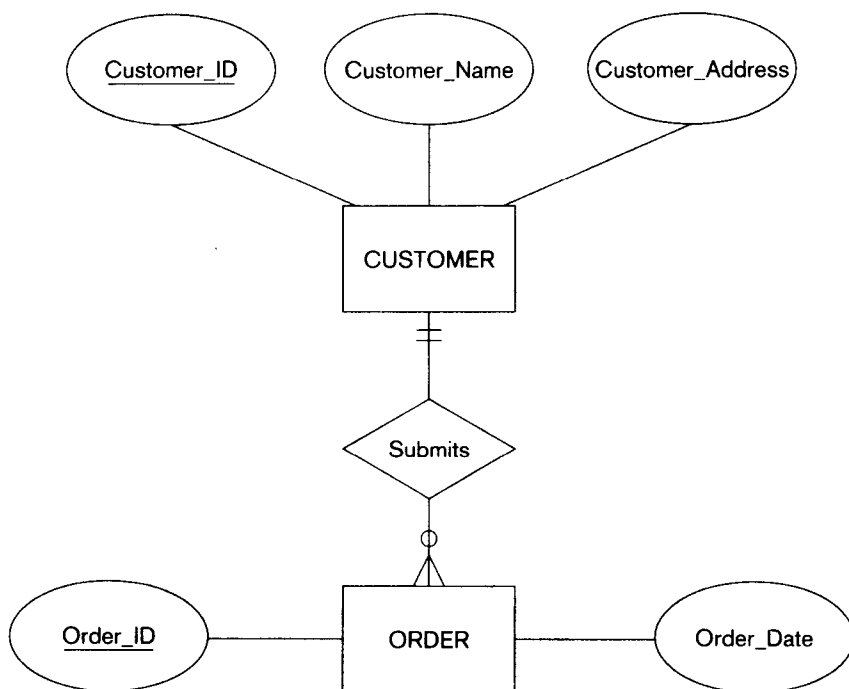 Customer_ID
Customer_Name
Customer_Address
CUSTOMER
Submits
Order_ID
ORDER
Order_Date